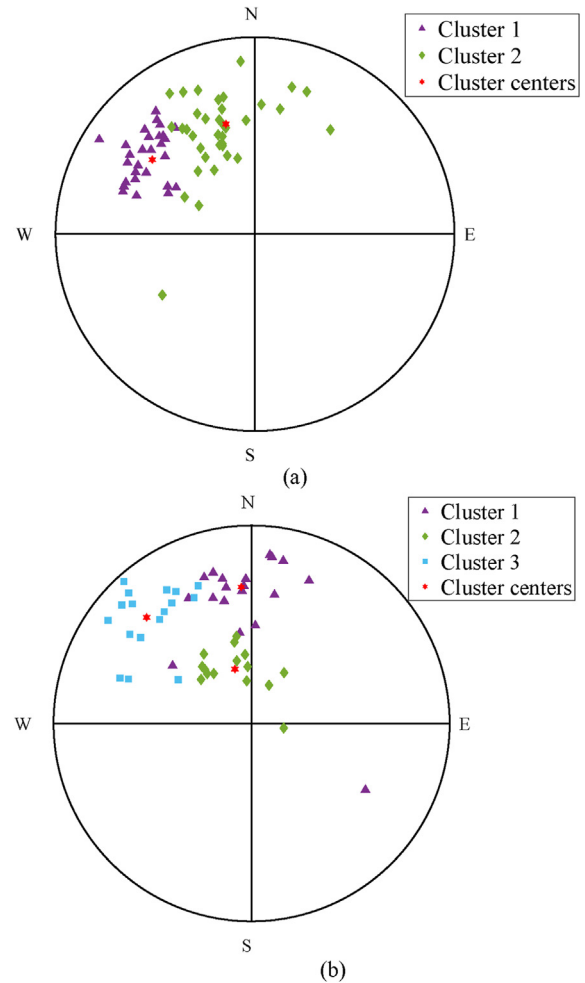 N
Cluster 1
Cluster 2
Cluster centers
W
E
S
(a)
N
Cluster 1
Cluster 2
Cluster 3
Cluster centers
W
E
S
(b)